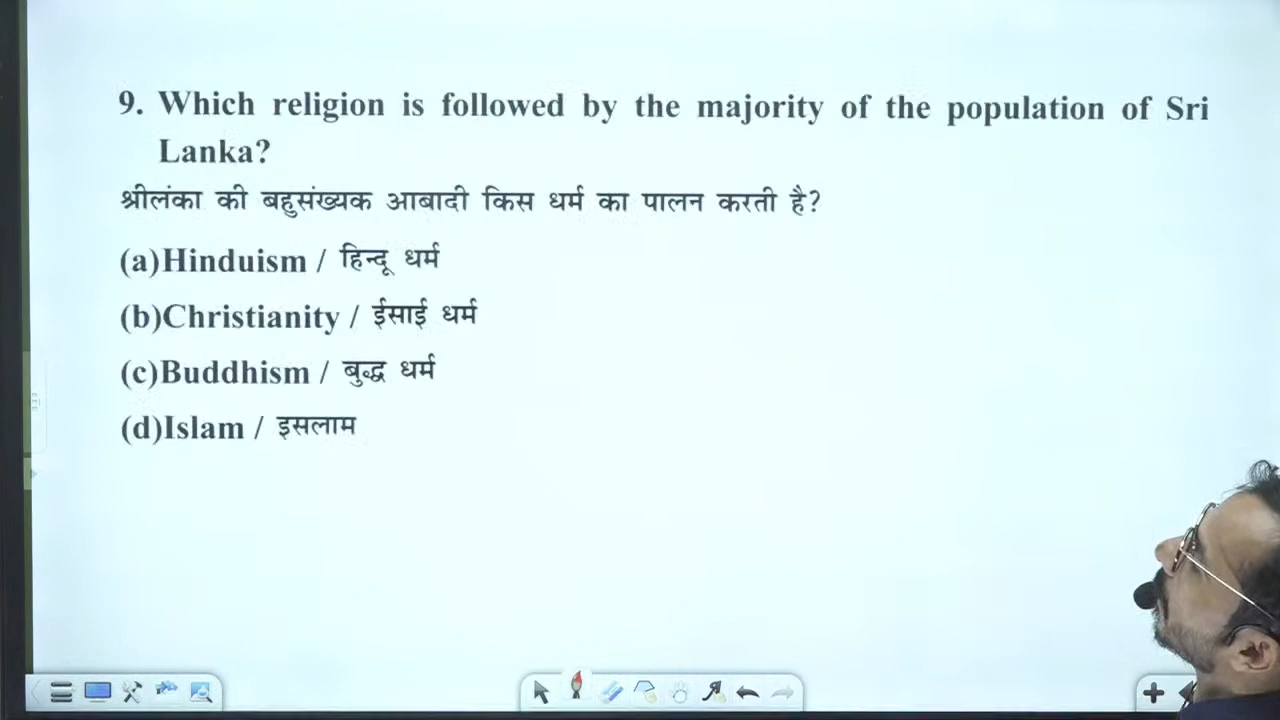 9. Which religion is followed by the majority of the population of Sri
Lanka?
श्रीलंका की बहुसंख्यक आबादी किस धर्म का पालन करती है?
(a)Hinduism / हिन्दू धर्म
(b)Christianity / ईसाई धर्म
(c)Buddhism / बुद्ध धर्म
(d)Islam / इसलाम